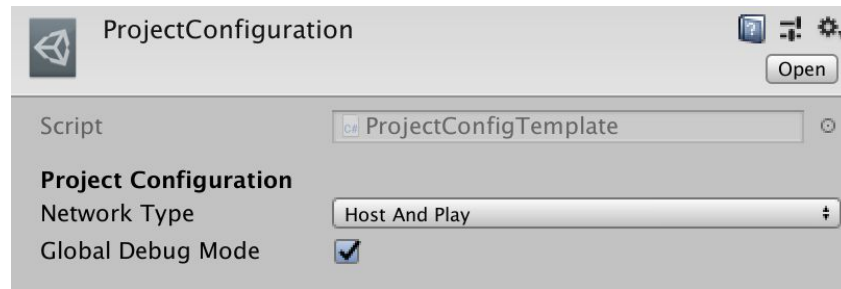 ProjectConfiguration
Open
Script c# ProjectConfigTemplate
Project Configuration
Network Type Host And Play
Global Debug Mode